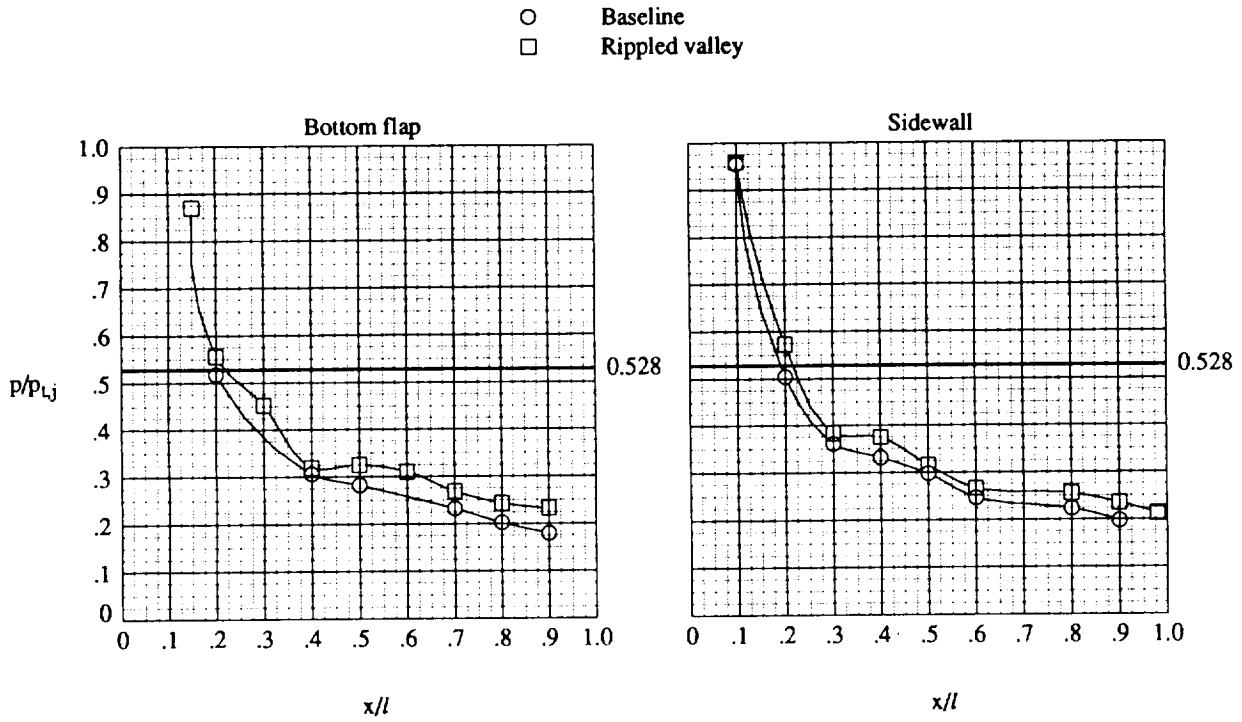 Baseline
Rippled valley
Bottom flap
Sidewall
1.0
.9
.8
.7
.6
.5
.4
.3
.2
.1
0
p/p_t,j
0.528
0.528
0 .1 .2 .3 .4 .5 .6 .7 .8 .9 1.0
0 .1 .2 .3 .4 .5 .6 .7 .8 .9 1.0
x/l
x/l